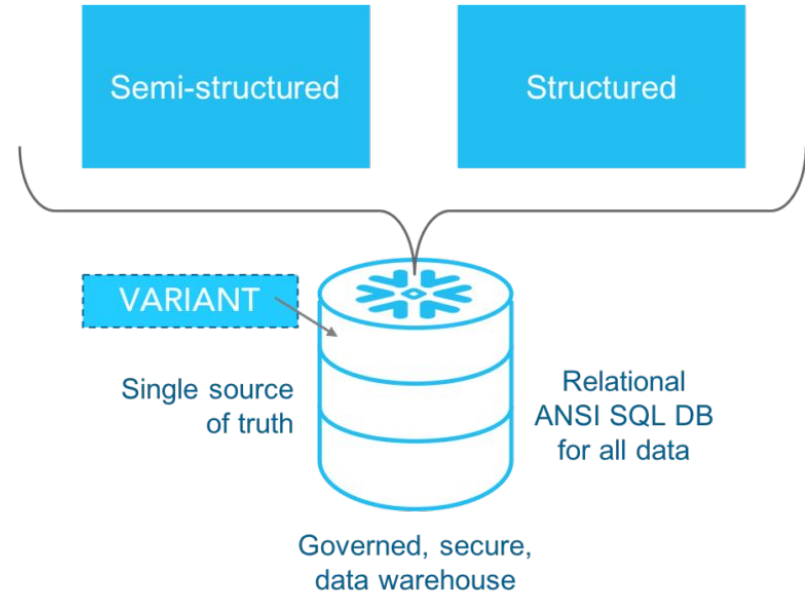 Semi-structured
Structured
VARIANT
Single source
of truth
Relational
ANSI SQL DB
for all data
Governed, secure,
data warehouse